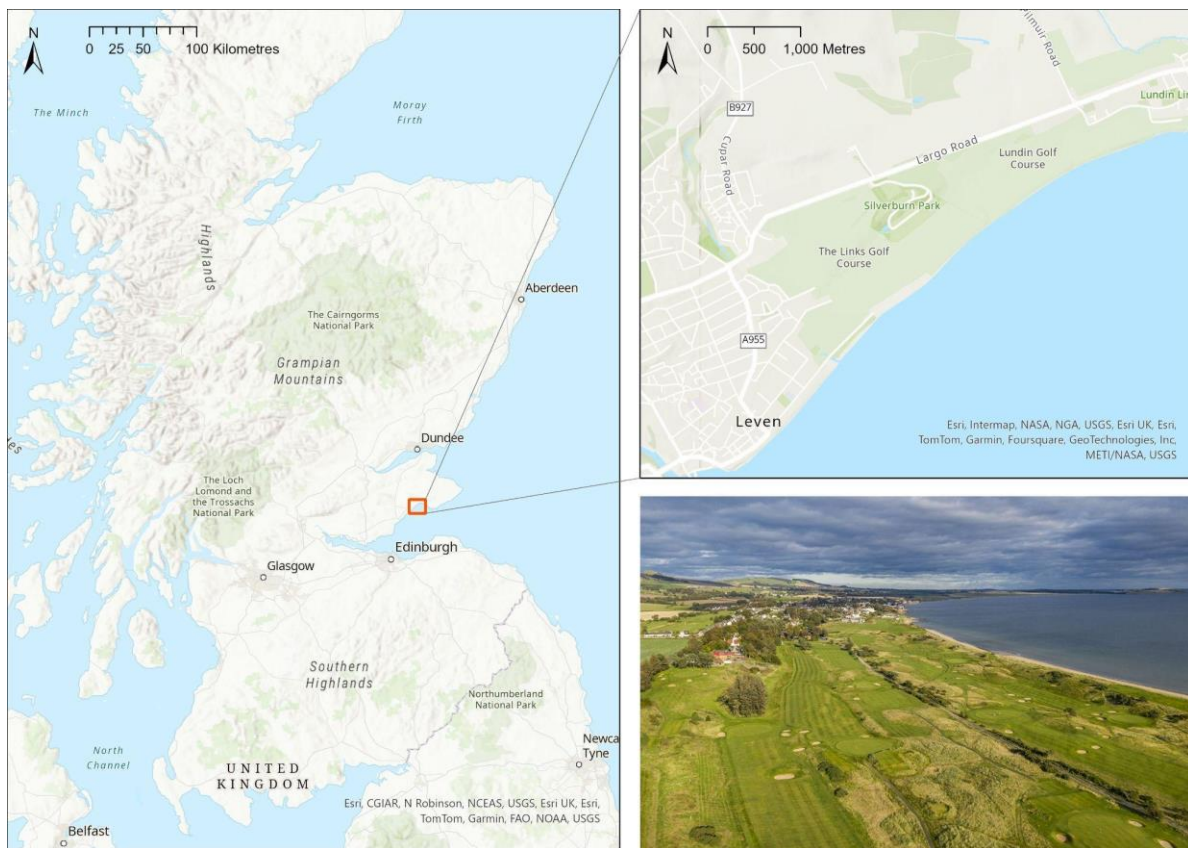 N
0 25 50 100 Kilometres
The Minch
Moray
Firth
Highlands
Aberdeen
The Cairngorms
National Park
Grampian
Mountains
Dundee
The Loch
Lomond and
the Trossachs
National Park
Edinburgh
Glasgow
Southern
Highlands
Northumberland
National Park
North
Channel
Newca
Tyne
UNITED
KINGDOM
Esri, CGIAR, N Robinson, NCEAS, USGS, Esri UK, Esri,
TomTom, Garmin, FAO, NOAA, USGS
Belfast
N
0 500 1,000 Metres
Pilmuir Road
B927
Cupar Road
Lundin Lin
Largo Road
Lundin Golf
Course
Silverburn Park
The Links Golf
Course
A955
Leven
Esri, Intermap, NASA, NGA, USGS, Esri UK, Esri,
TomTom, Garmin, Foursquare, GeoTechnologies, Inc,
METI/NASA, USGS